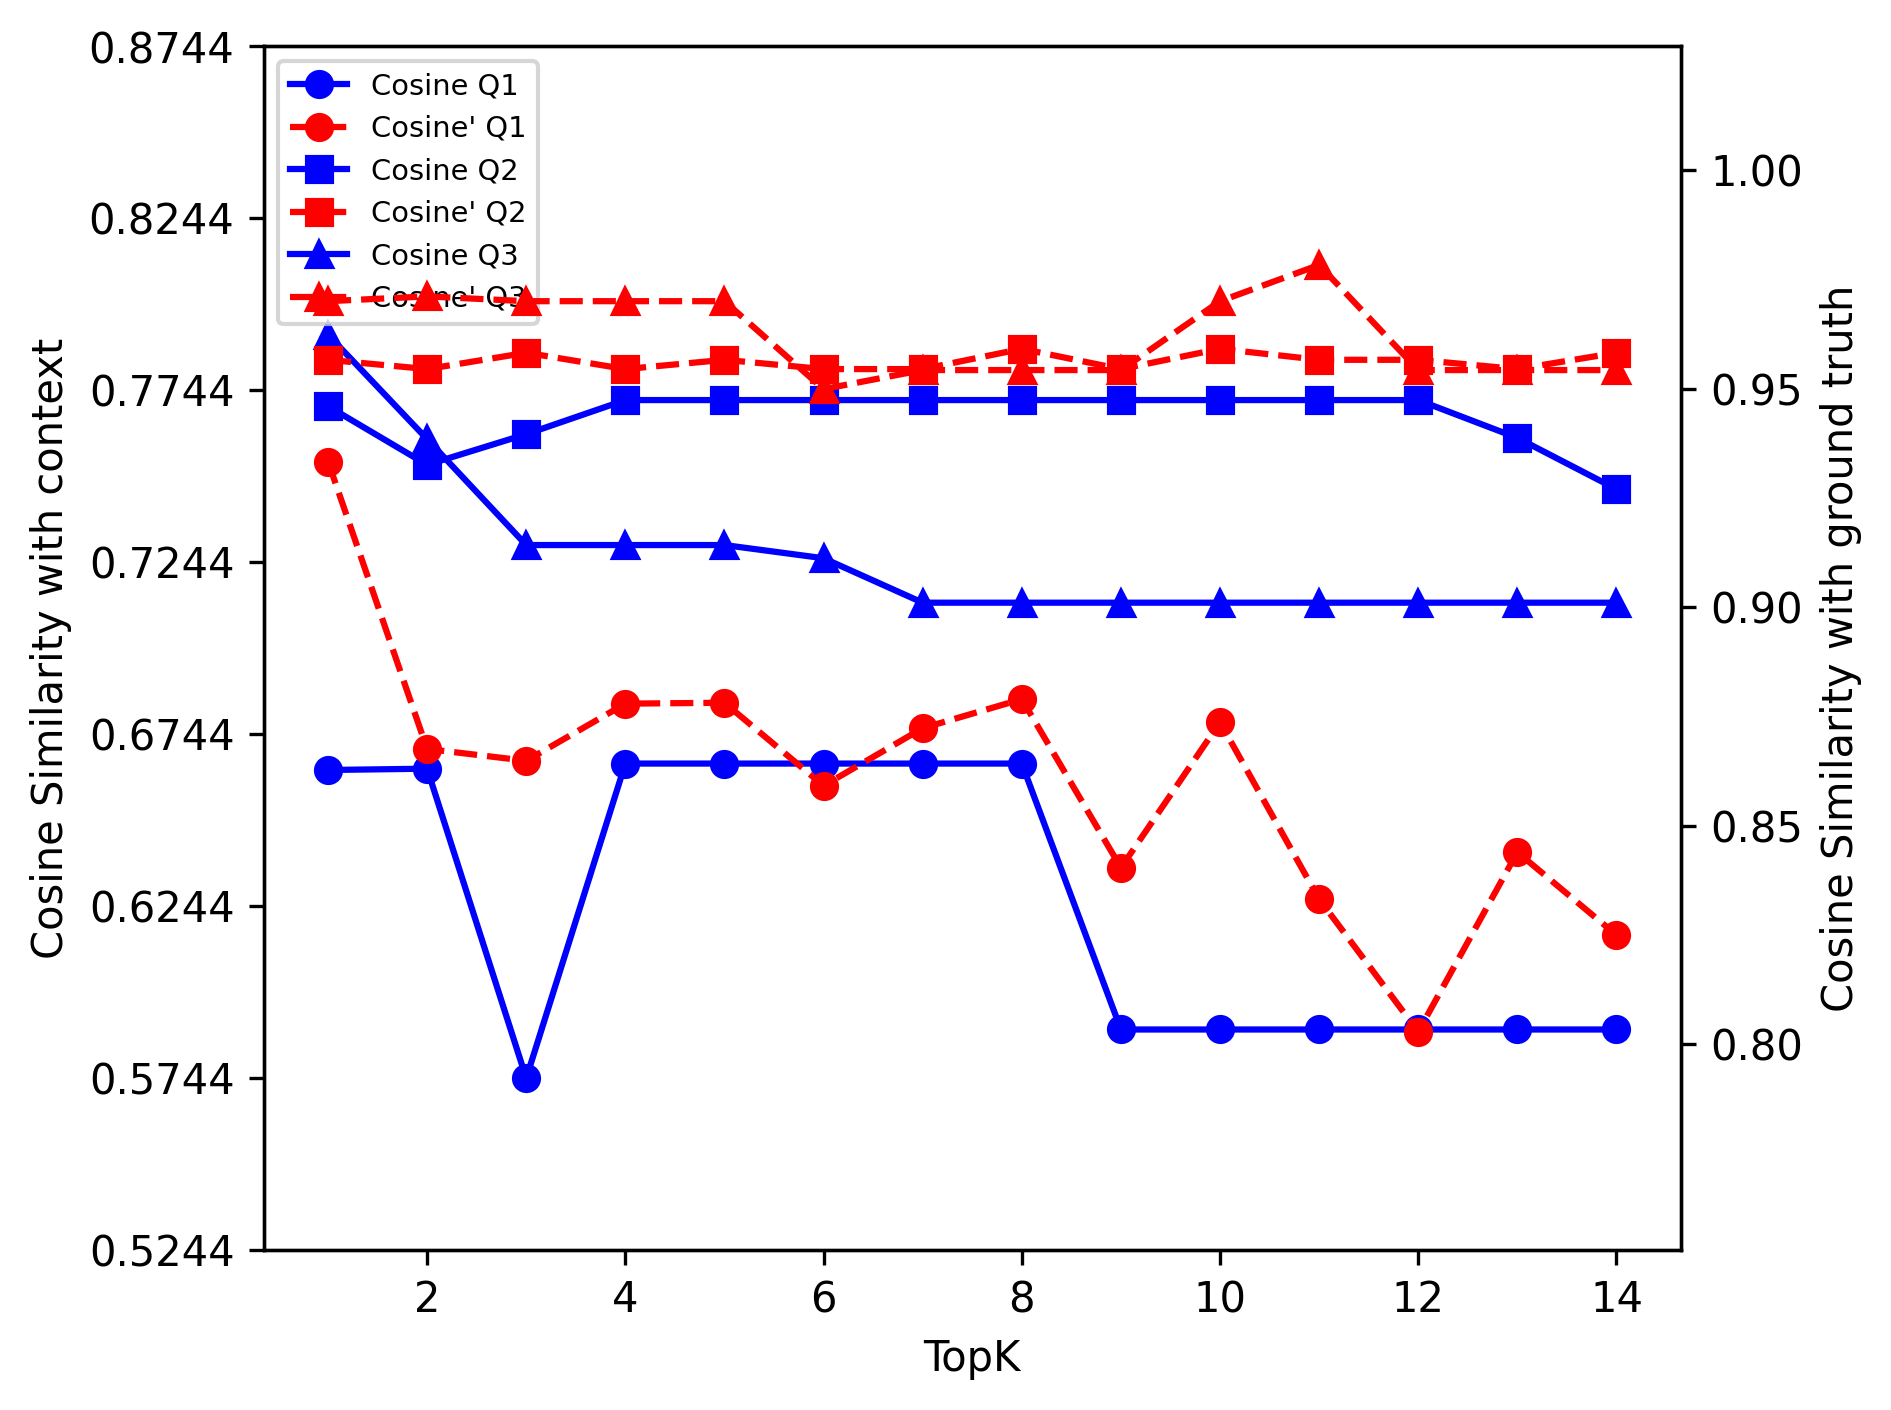 0.8744
0.8244
0.7744
0.7244
0.6744
0.6244
0.5744
0.5244
Cosine Similarity with context
Cosine Q1
Cosine' Q1
Cosine Q2
Cosine' Q2
Cosine Q3
Cosine' Q3
1.00
0.95
0.90
0.85
0.80
Cosine Similarity with ground truth
2 4 6 8 10 12 14
TopK